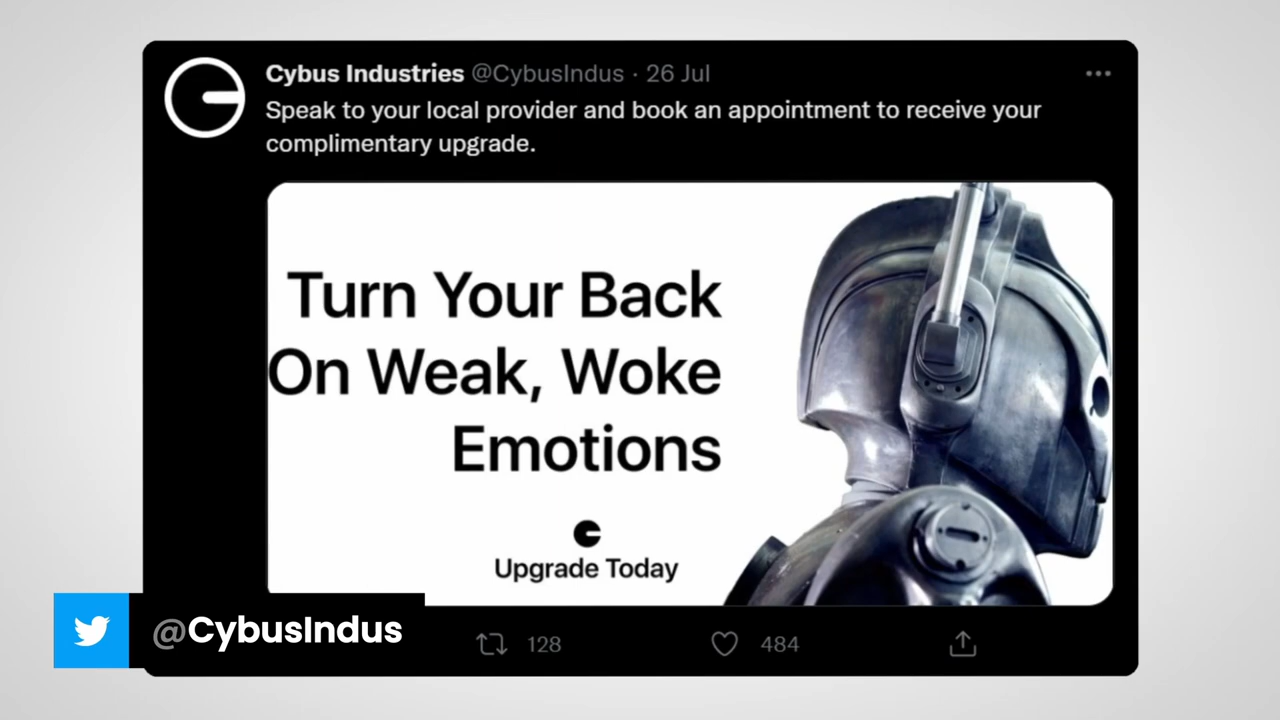 Cybus Industries @CybusIndus · 26 Jul
Speak to your local provider and book an appointment to receive your
complimentary upgrade.
Turn Your Back
On Weak, Woke
Emotions
Upgrade Today
@CybusIndus
128
484